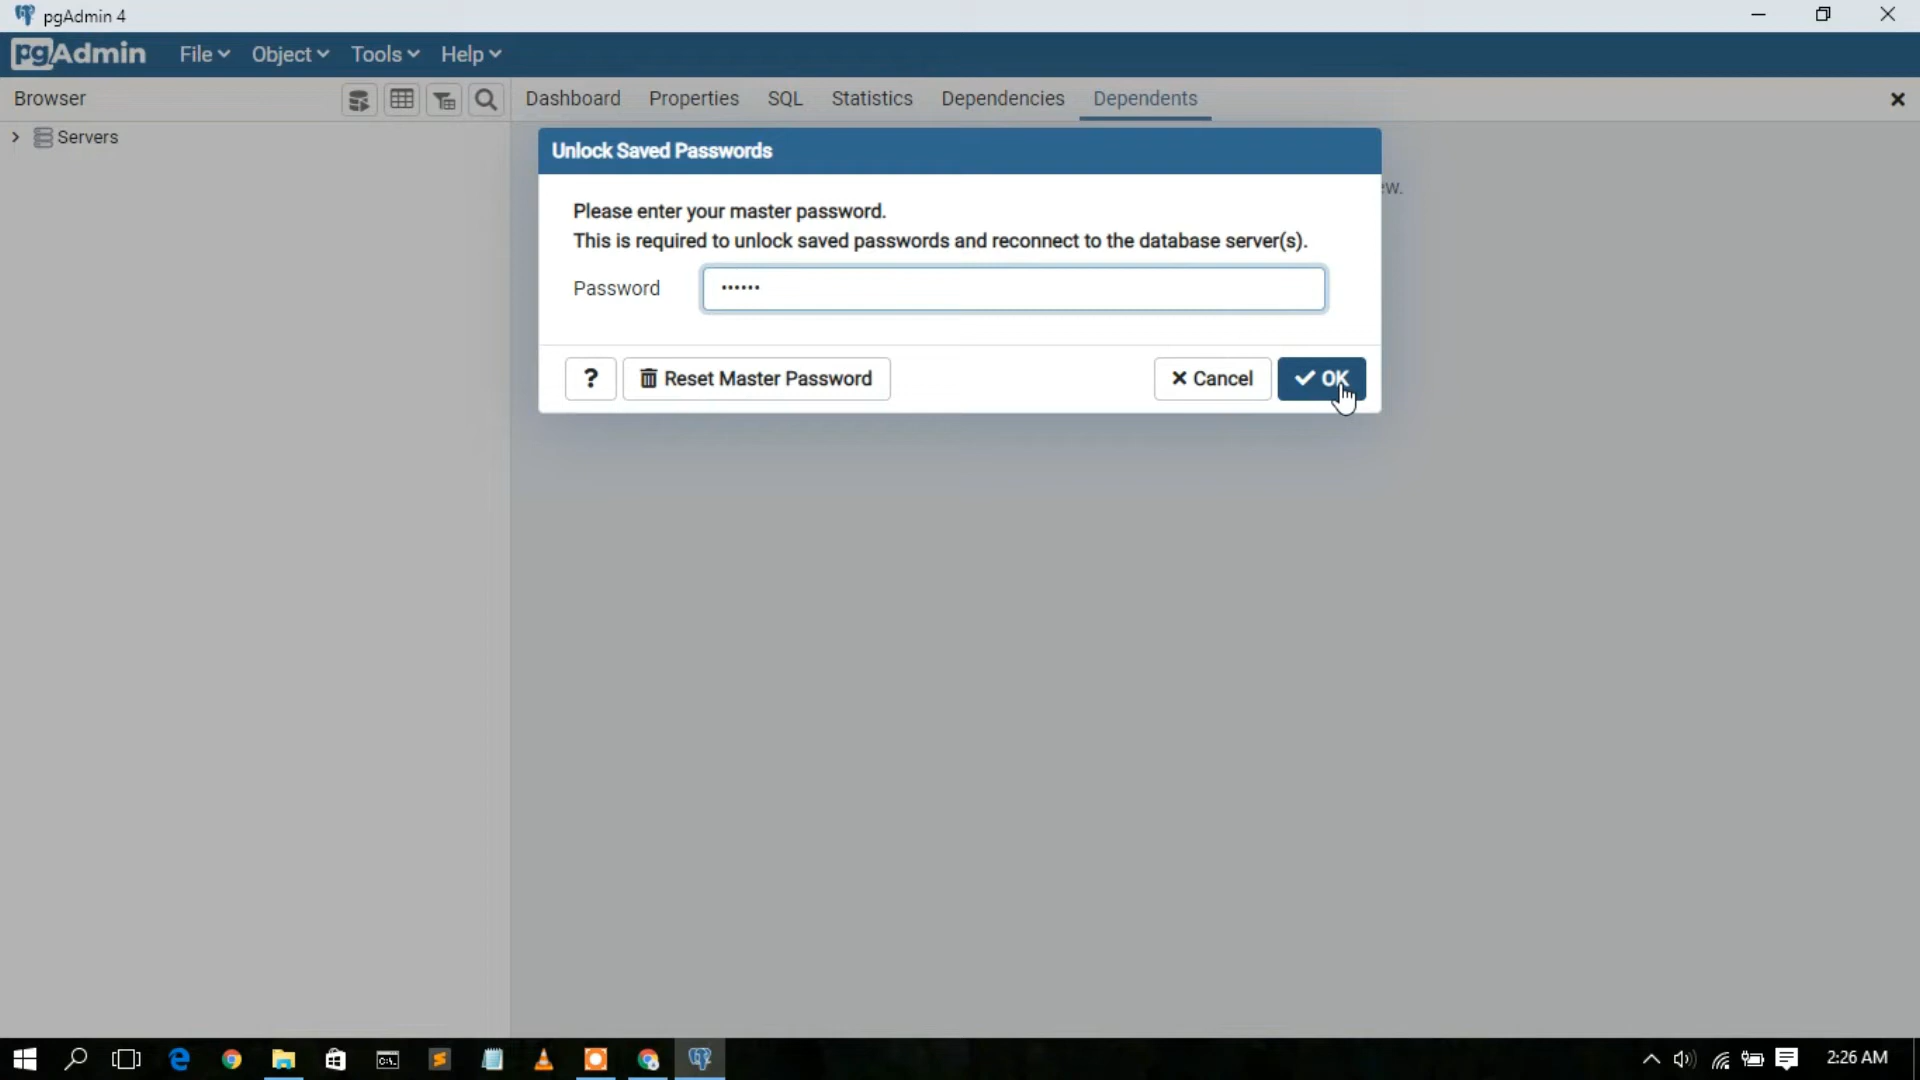 pgAdmin 4
pgAdmin File Object Tools Help
Browser Dashboard Properties SQL Statistics Dependencies Dependents
Servers
Unlock Saved Passwords
ew.
Please enter your master password.
This is required to unlock saved passwords and reconnect to the database server(s).
Password ••••••
? Reset Master Password Cancel OK
2:26 AM